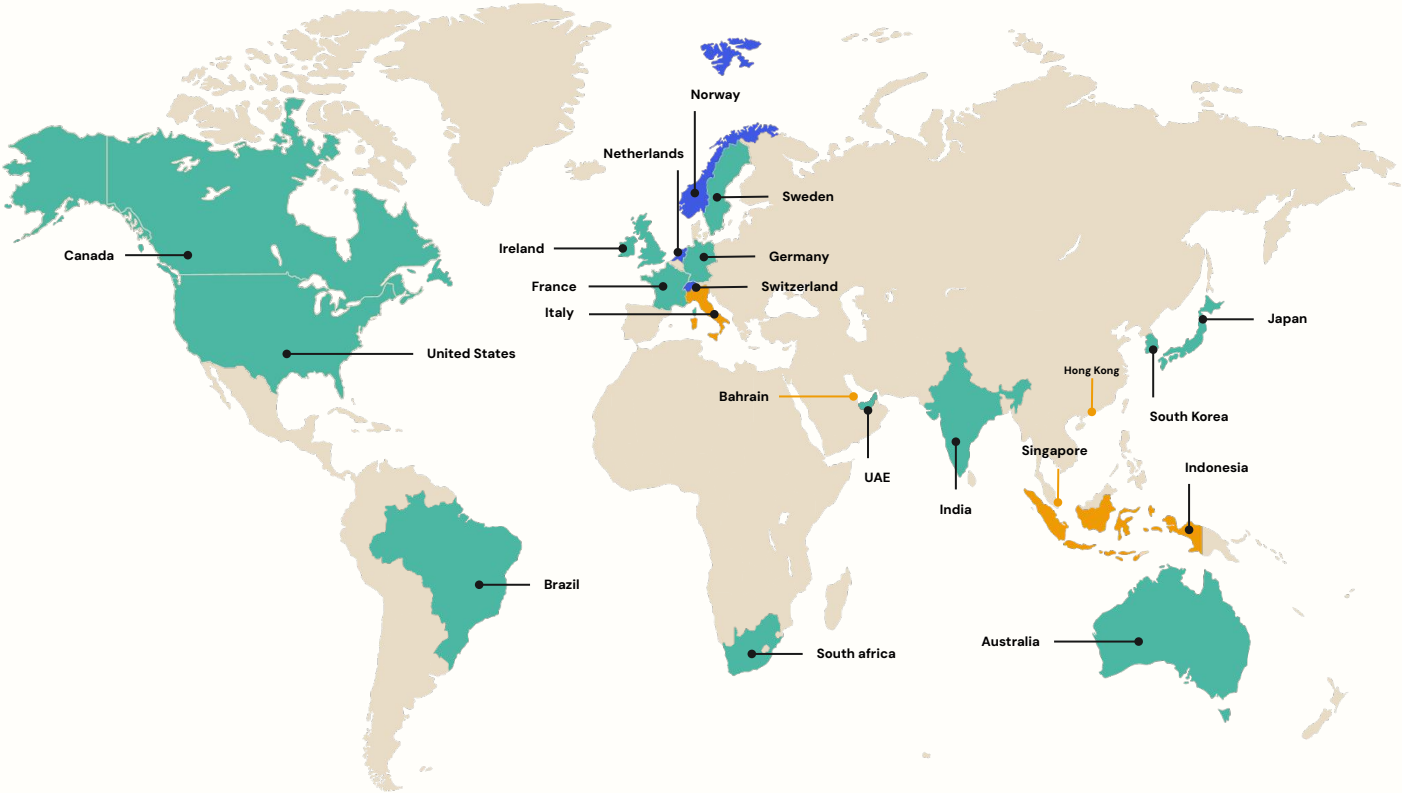 Norway
Netherlands
Sweden
Ireland
Canada
Germany
France
Switzerland
Italy
Japan
United States
Hong Kong
Bahrain
South Korea
Singapore
Indonesia
UAE
India
Brazil
Australia
South africa